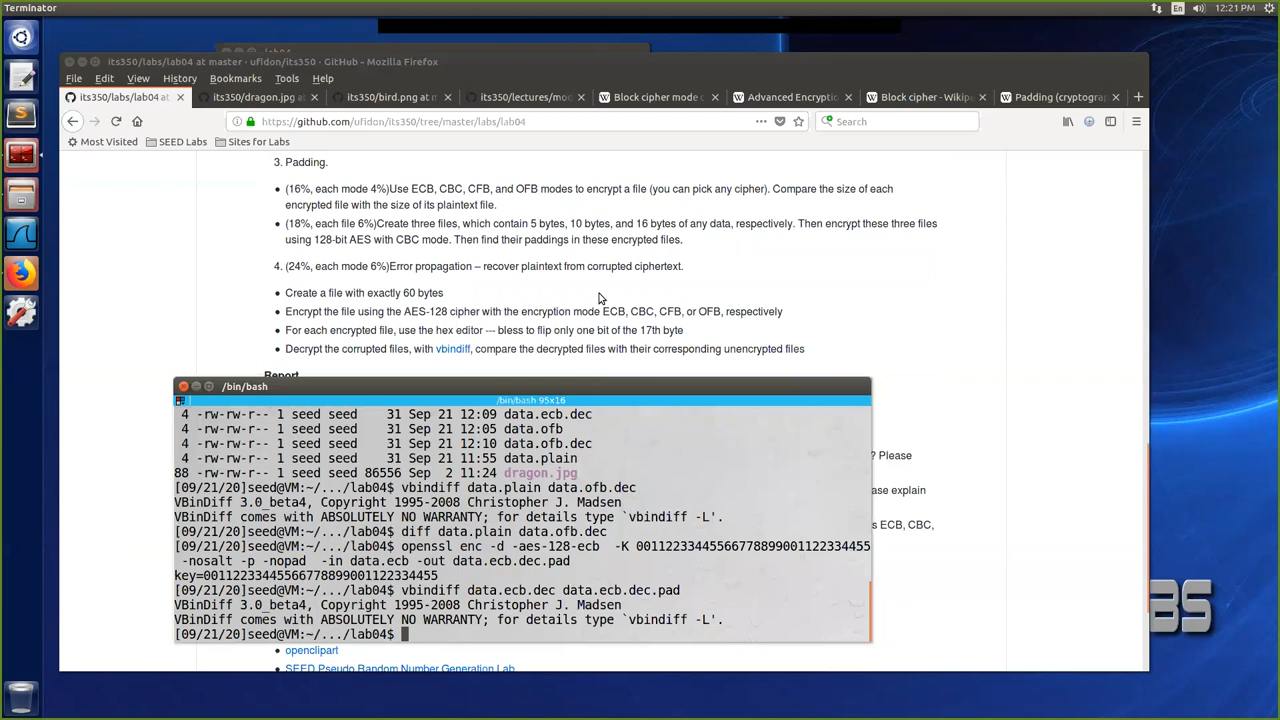 Terminator
En
12:21 PM
lab04
its350/labs/lab04 at master · ufidon/its350 · GitHub - Mozilla Firefox
File Edit View History Bookmarks Tools Help
its350/labs/lab04 at
its350/dragon.jpg at
its350/bird.png at m
its350/lectures/mod
Block cipher mode o
Advanced Encryptio
Block cipher - Wikipe
Padding (cryptograp
https://github.com/ufidon/its350/tree/master/labs/lab04
Search
Most Visited
SEED Labs
Sites for Labs
3. Padding.
• (16%, each mode 4%)Use ECB, CBC, CFB, and OFB modes to encrypt a file (you can pick any cipher). Compare the size of each
encrypted file with the size of its plaintext file.
• (18%, each file 6%)Create three files, which contain 5 bytes, 10 bytes, and 16 bytes of any data, respectively. Then encrypt these three files
using 128-bit AES with CBC mode. Then find their paddings in these encrypted files.
4. (24%, each mode 6%)Error propagation – recover plaintext from corrupted ciphertext.
• Create a file with exactly 60 bytes
• Encrypt the file using the AES-128 cipher with the encryption mode ECB, CBC, CFB, or OFB, respectively
• For each encrypted file, use the hex editor --- bless to flip only one bit of the 17th byte
• Decrypt the corrupted files, with vbindiff, compare the decrypted files with their corresponding unencrypted files
Report
/bin/bash
/bin/bash 95x16
4 -rw-rw-r-- 1 seed seed 31 Sep 21 12:09 data.ecb.dec
4 -rw-rw-r-- 1 seed seed 31 Sep 21 12:05 data.ofb
4 -rw-rw-r-- 1 seed seed 31 Sep 21 12:10 data.ofb.dec
4 -rw-rw-r-- 1 seed seed 31 Sep 21 11:55 data.plain
88 -rw-rw-r-- 1 seed seed 86556 Sep 2 11:24 dragon.jpg
[09/21/20]seed@VM:~/.../lab04$ vbindiff data.plain data.ofb.dec
VBinDiff 3.0_beta4, Copyright 1995-2008 Christopher J. Madsen
VBinDiff comes with ABSOLUTELY NO WARRANTY; for details type `vbindiff -L'.
[09/21/20]seed@VM:~/.../lab04$ diff data.plain data.ofb.dec
[09/21/20]seed@VM:~/.../lab04$ openssl enc -d -aes-128-ecb -K 00112233445566778899001122334455
-nosalt -p -nopad -in data.ecb -out data.ecb.dec.pad
key=00112233445566778899001122334455
[09/21/20]seed@VM:~/.../lab04$ vbindiff data.ecb.dec data.ecb.dec.pad
VBinDiff 3.0_beta4, Copyright 1995-2008 Christopher J. Madsen
VBinDiff comes with ABSOLUTELY NO WARRANTY; for details type `vbindiff -L'.
[09/21/20]seed@VM:~/.../lab04$
? Please
ase explain
s ECB, CBC,
• openclipart
• SEED Pseudo Random Number Generation Lab
BS